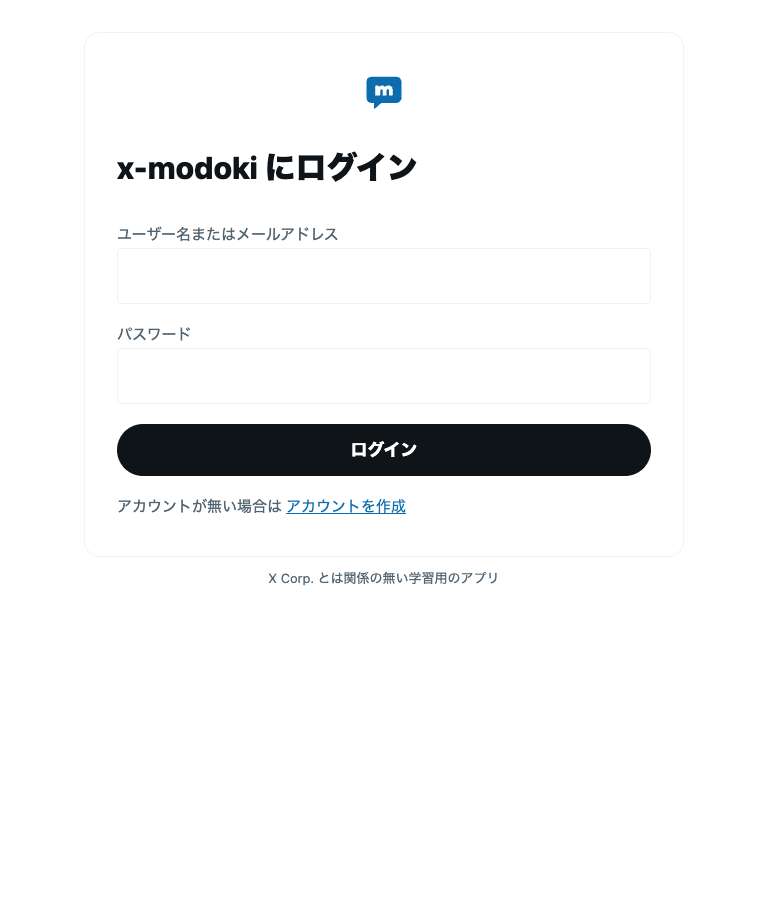 m
x-modoki にログイン
ユーザー名またはメールアドレス
パスワード
ログイン
アカウントが無い場合は アカウントを作成
X Corp. とは関係の無い学習用のアプリ